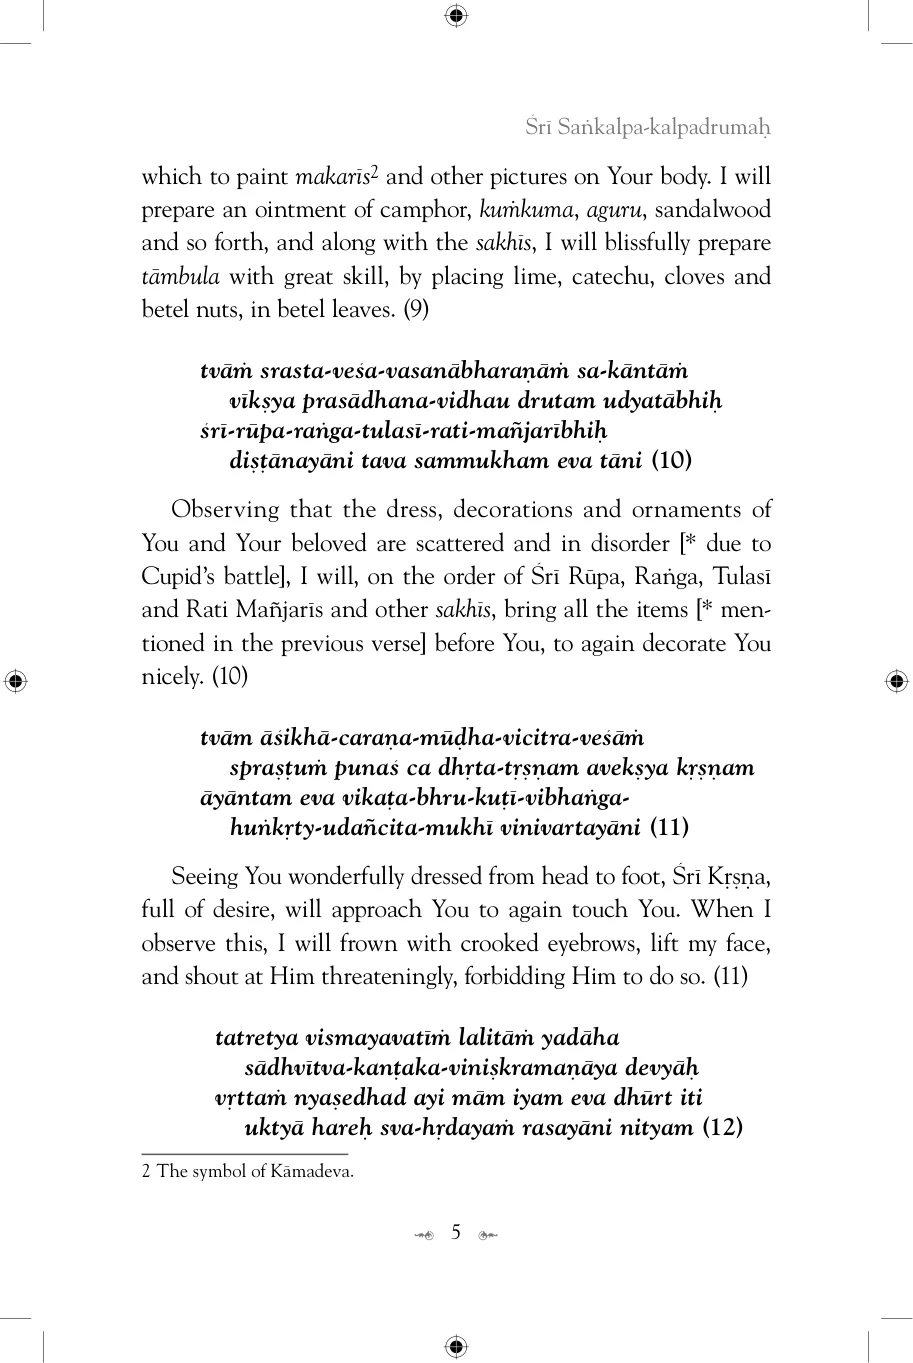 Śrī Saṅkalpa-kalpadrumaḥ
which to paint makarīs2 and other pictures on Your body. I will
prepare an ointment of camphor, kuṁkuma, aguru, sandalwood
and so forth, and along with the sakhīs, I will blissfully prepare
tāmbula with great skill, by placing lime, catechu, cloves and
betel nuts, in betel leaves. (9)
tvāṁ srasta-veśa-vasanābharaṇāṁ sa-kāntāṁ
vīkṣya prasādhana-vidhau drutam udyatābhiḥ
śrī-rūpa-raṅga-tulasī-rati-mañjarībhiḥ
diṣṭānayāni tava sammukham eva tāni (10)
Observing that the dress, decorations and ornaments of
You and Your beloved are scattered and in disorder [* due to
Cupid’s battle], I will, on the order of Śrī Rūpa, Raṅga, Tulasī
and Rati Mañjarīs and other sakhīs, bring all the items [* men-
tioned in the previous verse] before You, to again decorate You
nicely. (10)
tvām āśikhā-caraṇa-mūḍha-vicitra-veśāṁ
spraṣṭuṁ punaś ca dhṛta-tṛṣṇam avekṣya kṛṣṇam
āyāntam eva vikaṭa-bhru-kuṭī-vibhaṅga-
huṅkṛty-udañcita-mukhī vinivartayāni (11)
Seeing You wonderfully dressed from head to foot, Śrī Kṛṣṇa,
full of desire, will approach You to again touch You. When I
observe this, I will frown with crooked eyebrows, lift my face,
and shout at Him threateningly, forbidding Him to do so. (11)
tatretya vismayavatīṁ lalitāṁ yadāha
sādhvītva-kaṇṭaka-viniṣkramaṇāya devyāḥ
vṛttaṁ nyaṣedhad ayi mām iyam eva dhūrt iti
uktyā hareḥ sva-hṛdayaṁ rasayāni nityam (12)
2 The symbol of Kāmadeva.
5